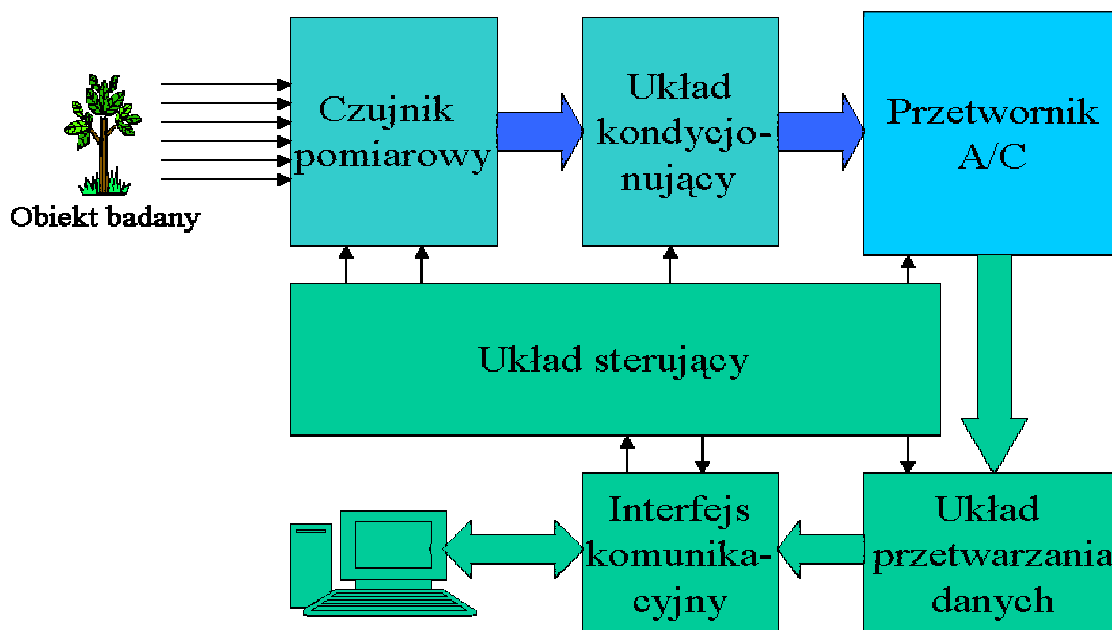 Obiekt badany
Czujnik
pomiarowy
Układ
kondycjo-
nujący
Przetwornik
A/C
Układ sterujący
Interfejs
komunika-
cyjny
Układ
przetwarzania
danych